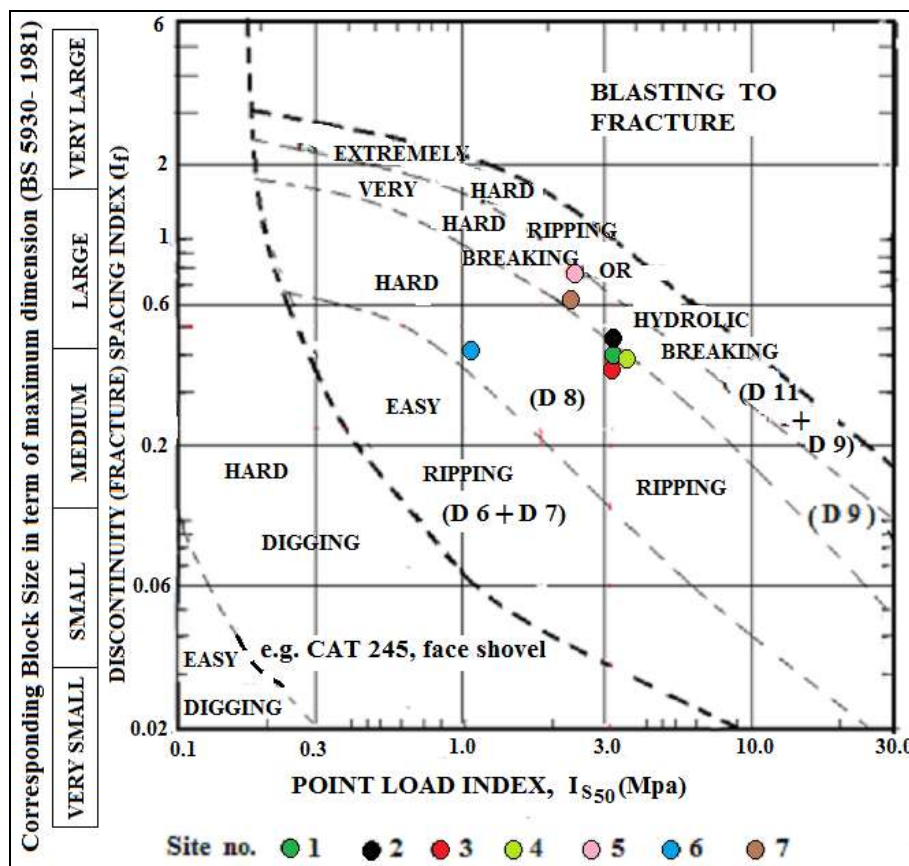 Corresponding Block Size in term of maximum dimension (BS 5930- 1981)
VERY LARGE
LARGE
MEDIUM
SMALL
VERY SMALL
DISCONTINUITY (FRACTURE) SPACING INDEX (If)
6
2
1
0.6
0.2
0.06
0.02
BLASTING TO
FRACTURE
EXTREMELY
VERY HARD
HARD RIPPING
BREAKING OR
HARD
HYDROLIC
BREAKING
EASY (D 8) (D 11
+
D 9)
HARD RIPPING RIPPING
(D 6 + D 7) (D 9)
DIGGING
e.g. CAT 245, face shovel
EASY
DIGGING
0.1 0.3 1.0 3.0 10.0 30.0
POINT LOAD INDEX, IS50 (Mpa)
Site no. 1 2 3 4 5 6 7